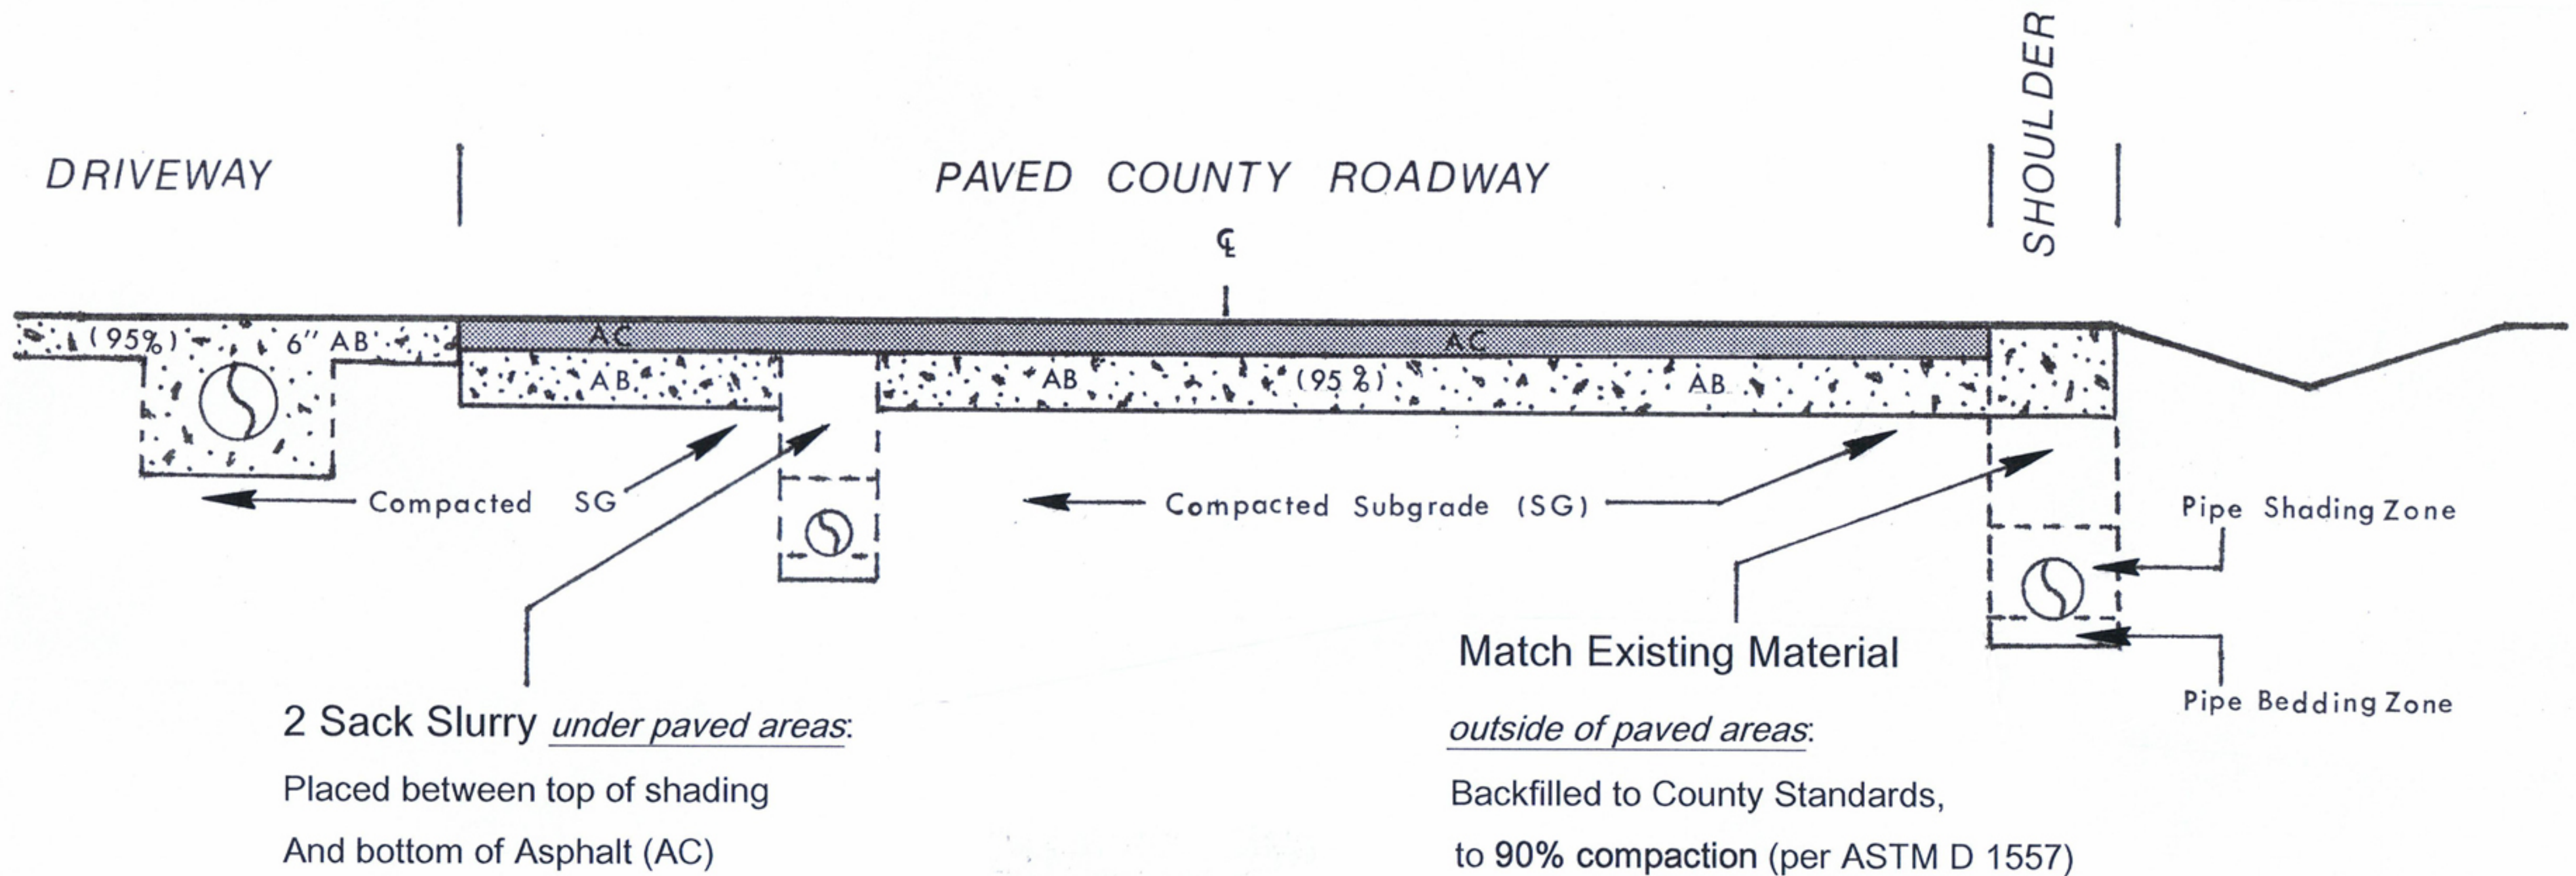 DRIVEWAY
PAVED COUNTY ROADWAY
SHOULDER
℄
(95%) 6" AB
AC
AC
AB
AB
(95%)
AB
Compacted SG
Compacted Subgrade (SG)
Pipe Shading Zone
Pipe Bedding Zone
2 Sack Slurry under paved areas:
Placed between top of shading
And bottom of Asphalt (AC)
Match Existing Material
outside of paved areas:
Backfilled to County Standards,
to 90% compaction (per ASTM D 1557)